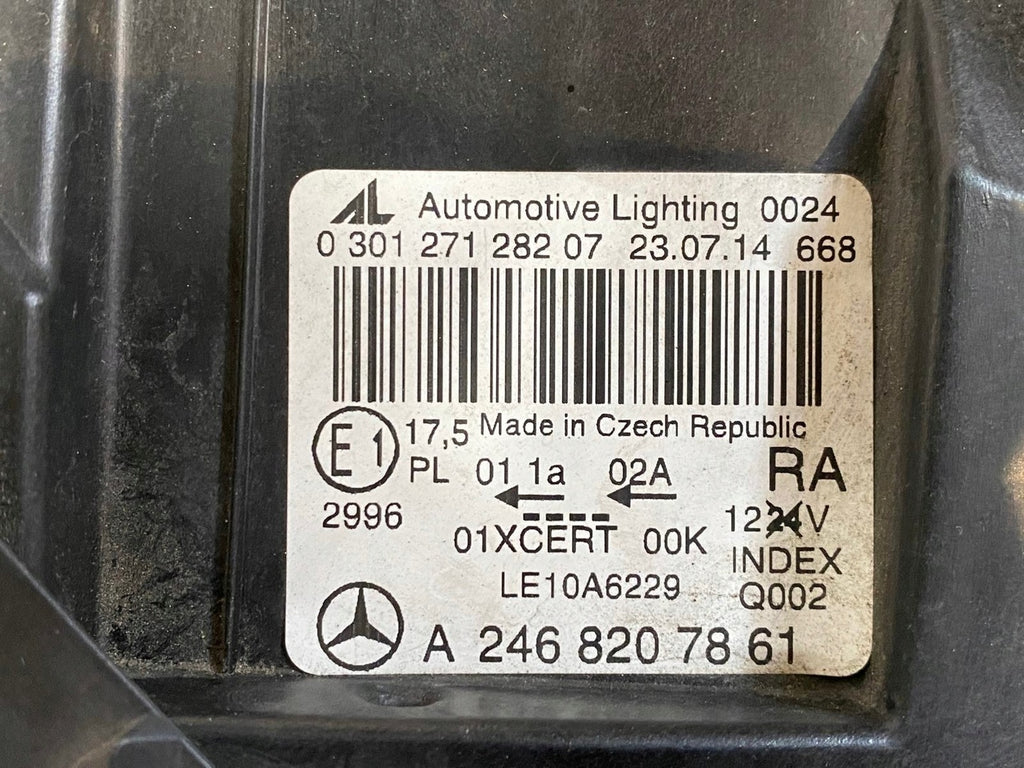 AL Automotive Lighting 0024
0 301 271 282 07 23.07.14 668
E1 17,5 Made in Czech Republic
PL 01 1a 02A RA
2996 12 24 V
01XCERT 00K INDEX
LE10A6229 Q002
A 246 820 78 61